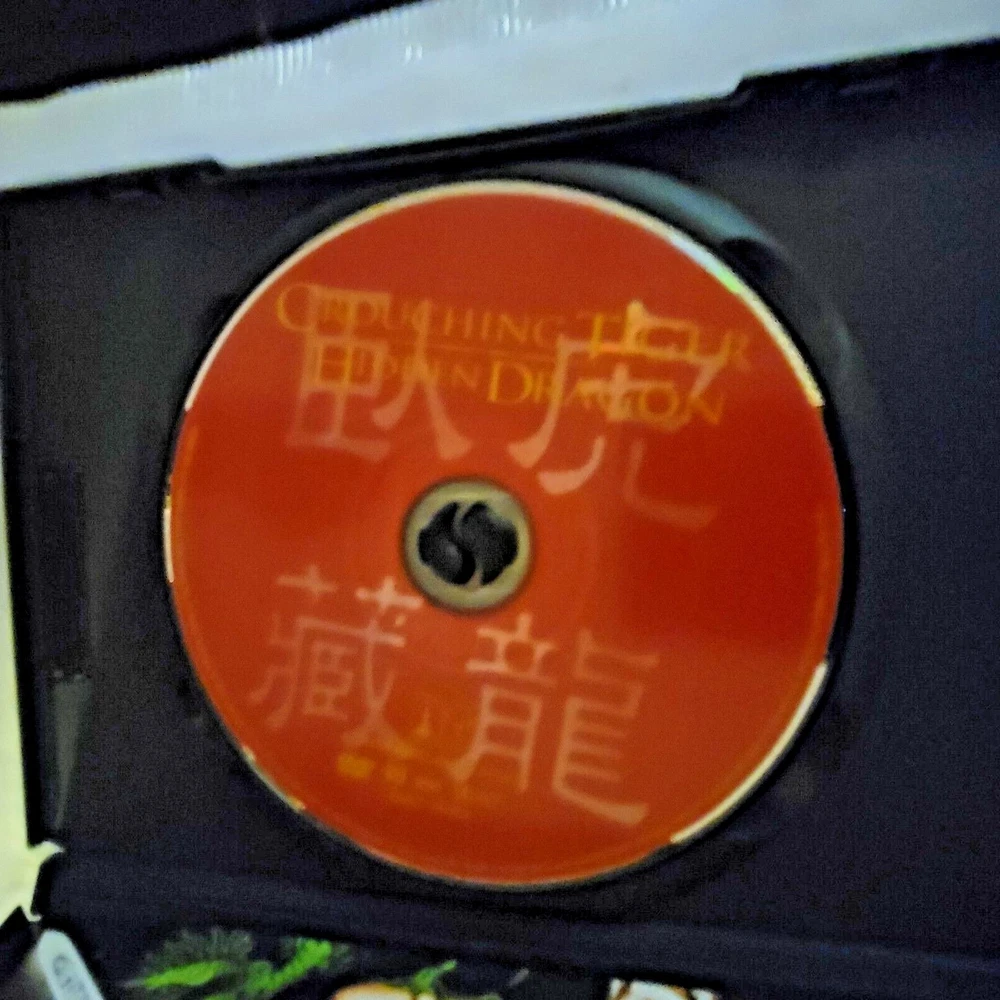 CROUCHING TIGER
HIDDEN DRAGON
臥虎
藏龍